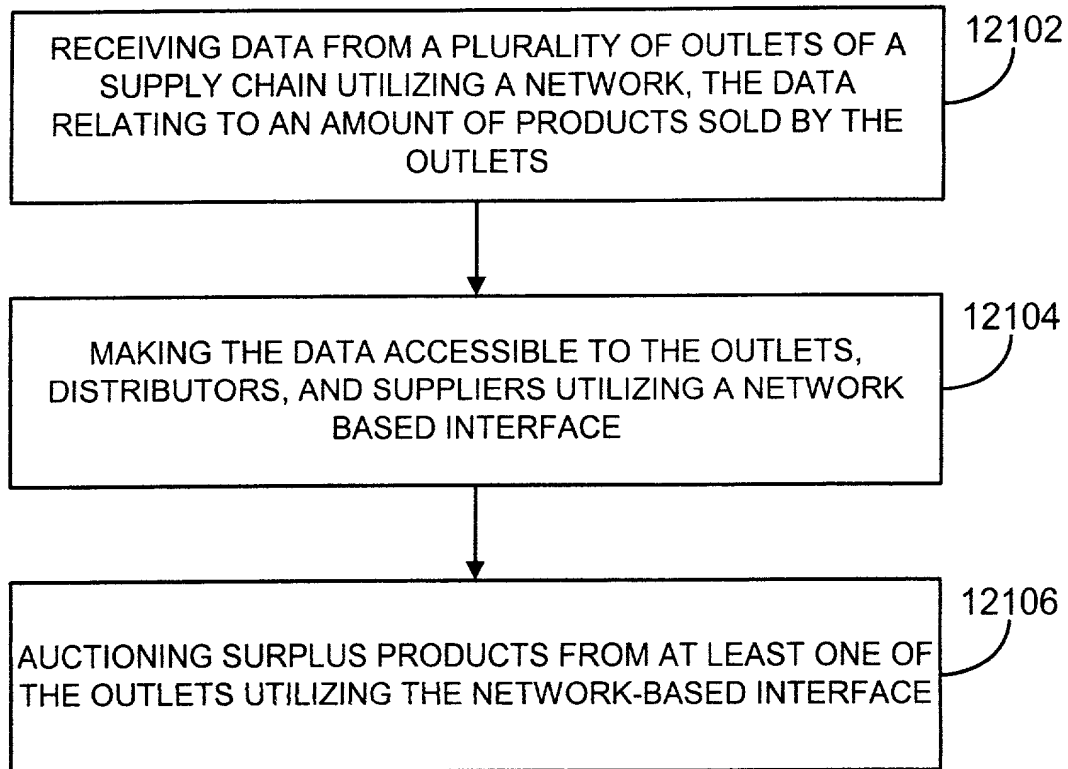 RECEIVING DATA FROM A PLURALITY OF OUTLETS OF A
SUPPLY CHAIN UTILIZING A NETWORK, THE DATA
RELATING TO AN AMOUNT OF PRODUCTS SOLD BY THE
OUTLETS
12102
MAKING THE DATA ACCESSIBLE TO THE OUTLETS,
DISTRIBUTORS, AND SUPPLIERS UTILIZING A NETWORK
BASED INTERFACE
12104
AUCTIONING SURPLUS PRODUCTS FROM AT LEAST ONE OF
THE OUTLETS UTILIZING THE NETWORK-BASED INTERFACE
12106